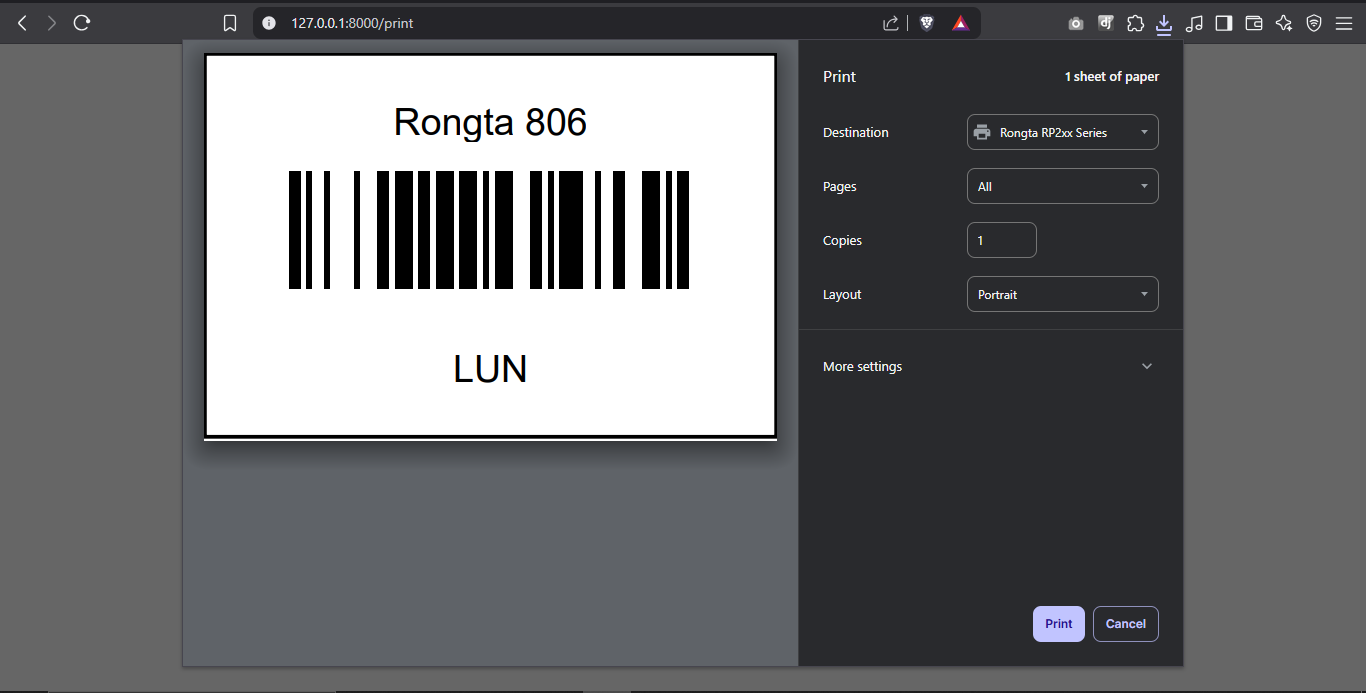 127.0.0.1:8000/print
Rongta 806
LUN
Print
1 sheet of paper
Destination
Rongta RP2xx Series
Pages
All
Copies
1
Layout
Portrait
More settings
Print
Cancel